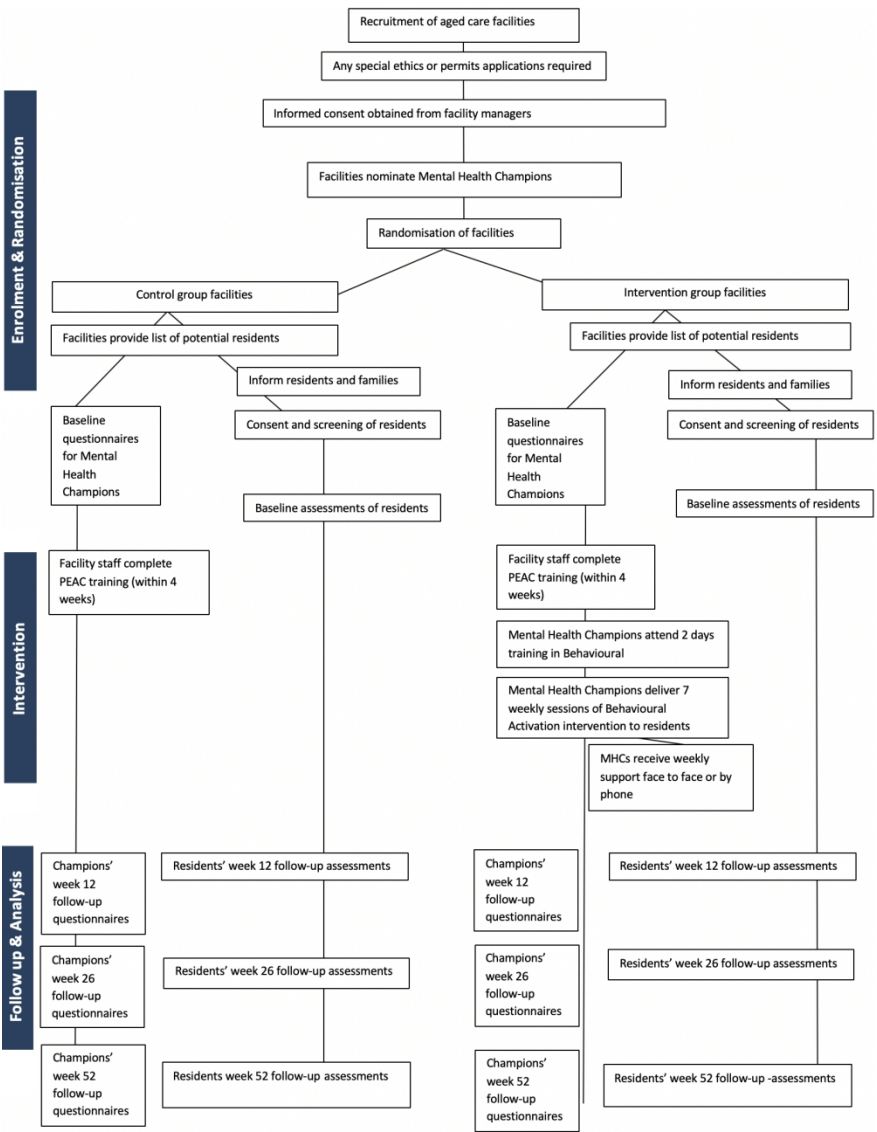 Recruitment of aged care facilities
Any special ethics or permits applications required
Informed consent obtained from facility managers
Facilities nominate Mental Health Champions
Randomisation of facilities
Enrolment & Randomisation
Control group facilities
Intervention group facilities
Facilities provide list of potential residents
Facilities provide list of potential residents
Inform residents and families
Inform residents and families
Baseline
questionnaires
for Mental
Health
Champions
Consent and screening of residents
Baseline
questionnaires
for Mental
Health
Champions
Consent and screening of residents
Baseline assessments of residents
Baseline assessments of residents
Intervention
Facility staff complete
PEAC training (within 4
weeks)
Facility staff complete
PEAC training (within 4
weeks)
Mental Health Champions attend 2 days
training in Behavioural
Mental Health Champions deliver 7
weekly sessions of Behavioural
Activation intervention to residents
MHCs receive weekly
support face to face or by
phone
Follow up & Analysis
Champions’
week 12
follow-up
questionnaires
Residents’ week 12 follow-up assessments
Champions’
week 12
follow-up
questionnaires
Residents’ week 12 follow-up assessments
Champions’
week 26
follow-up
questionnaires
Residents’ week 26 follow-up assessments
Champions’
week 26
follow-up
questionnaires
Residents’ week 26 follow-up assessments
Champions’
week 52
follow-up
questionnaires
Residents week 52 follow-up assessments
Champions’
week 52
follow-up
questionnaires
Residents’ week 52 follow-up -assessments